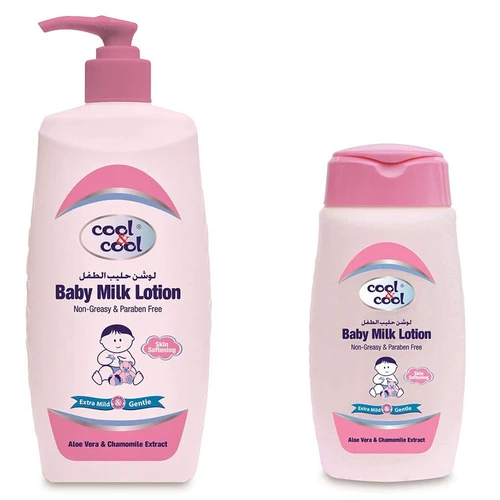 cool®
&
cool
لوشن حليب الطفل
Baby Milk Lotion
Non-Greasy & Paraben Free
Skin
Softening
Extra Mild & Gentle
Aloe Vera & Chamomile Extract
cool®
&
cool
لوشن حليب الطفل
Baby Milk Lotion
Non-Greasy & Paraben Free
Skin
Softening
Extra Mild & Gentle
Aloe Vera & Chamomile Extract